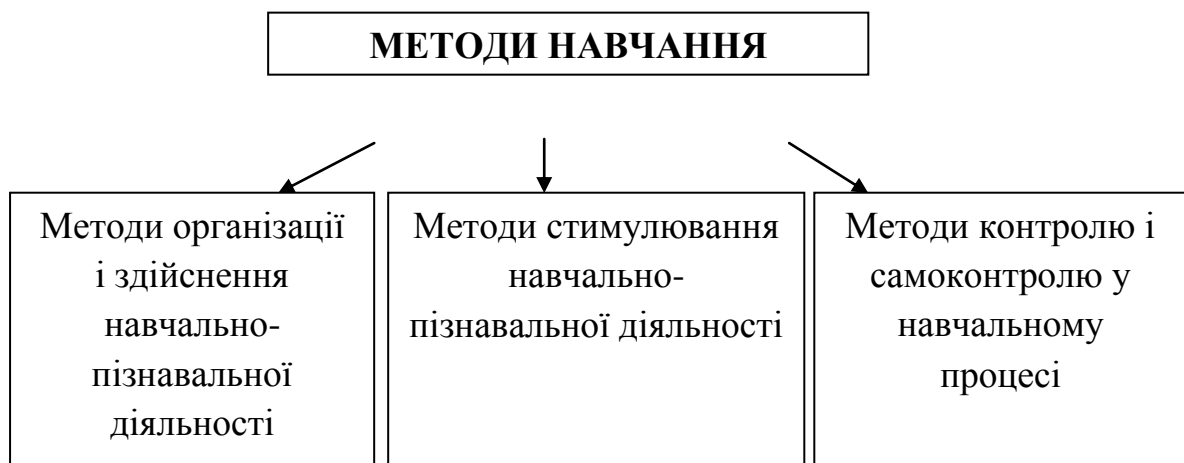 МЕТОДИ НАВЧАННЯ
Методи організації
і здійснення
навчально-
пізнавальної
діяльності
Методи стимулювання
навчально-
пізнавальної діяльності
Методи контролю і
самоконтролю у
навчальному
процесі